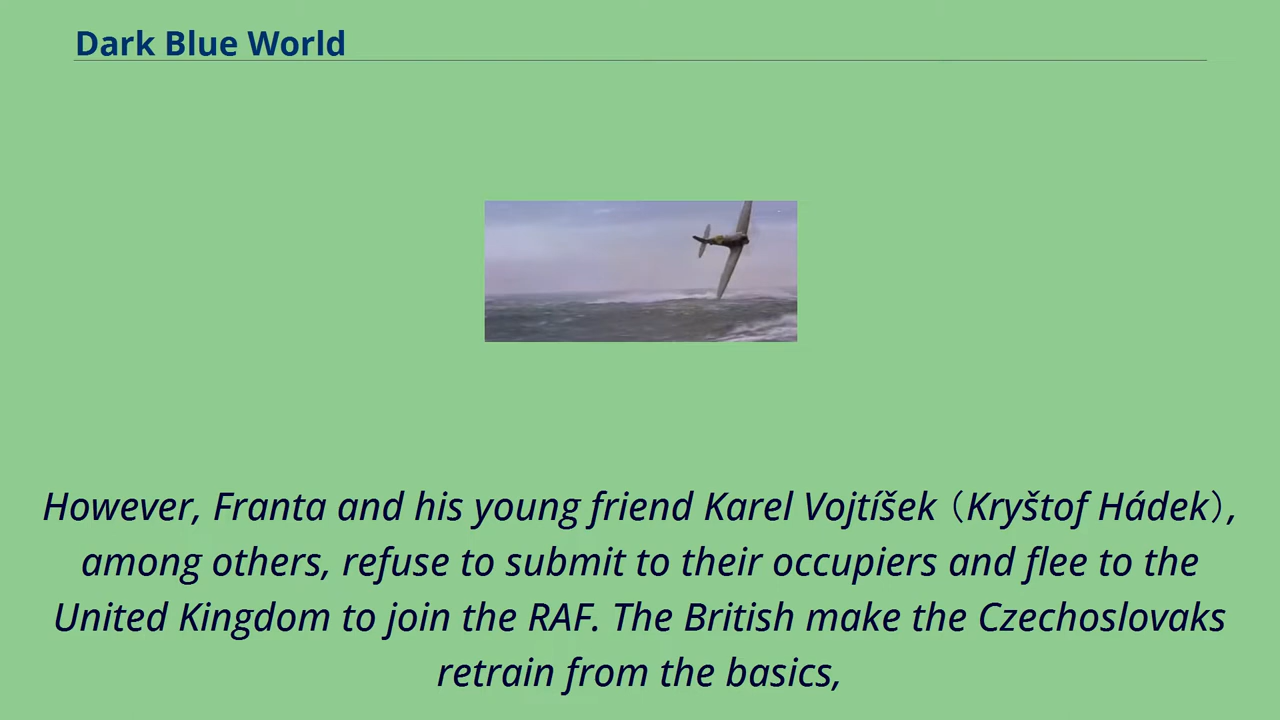 Dark Blue World
However, Franta and his young friend Karel Vojtíšek (Kryštof Hádek),
among others, refuse to submit to their occupiers and flee to the
United Kingdom to join the RAF. The British make the Czechoslovaks
retrain from the basics,